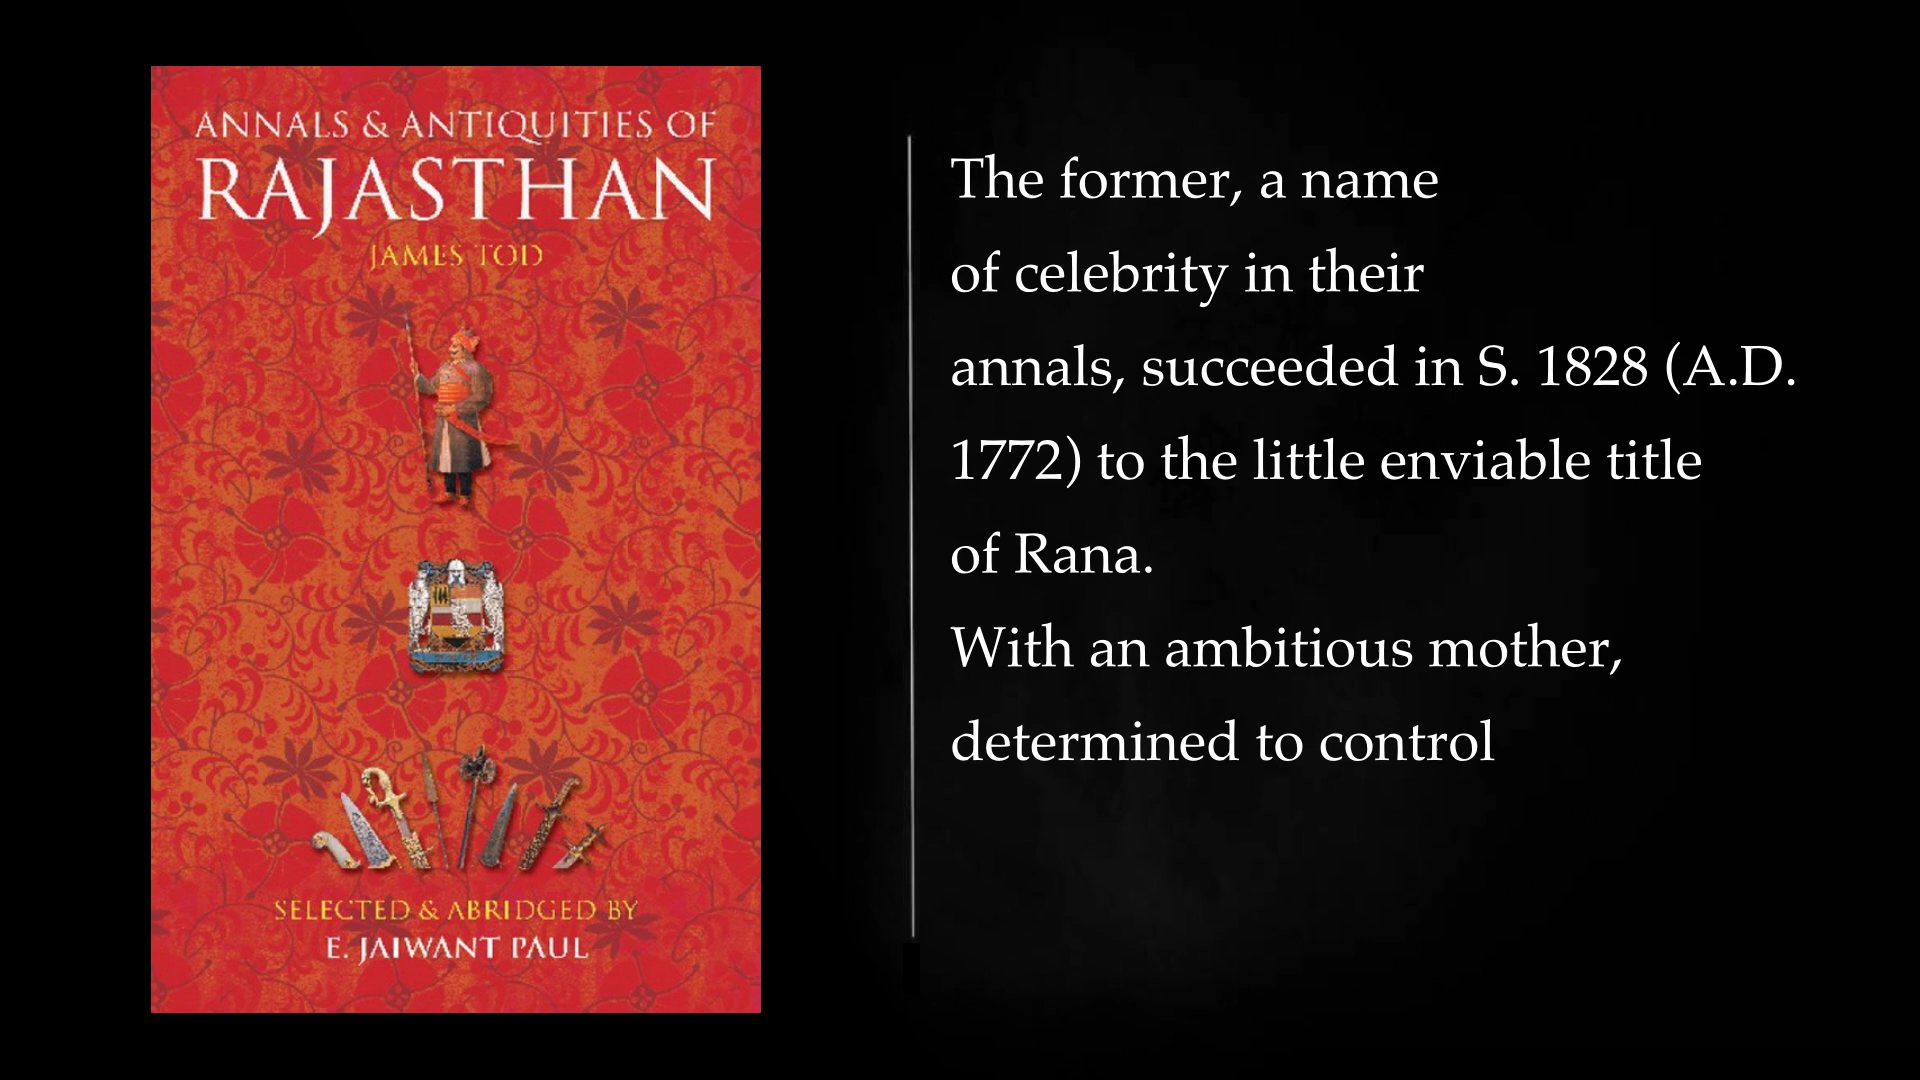 ANNALS & ANTIQUITIES OF
RAJASTHAN
JAMES TOD
SELECTED & ABRIDGED BY
E. JAIWANT PAUL
The former, a name
of celebrity in their
annals, succeeded in S. 1828 (A.D.
1772) to the little enviable title
of Rana.
With an ambitious mother,
determined to control